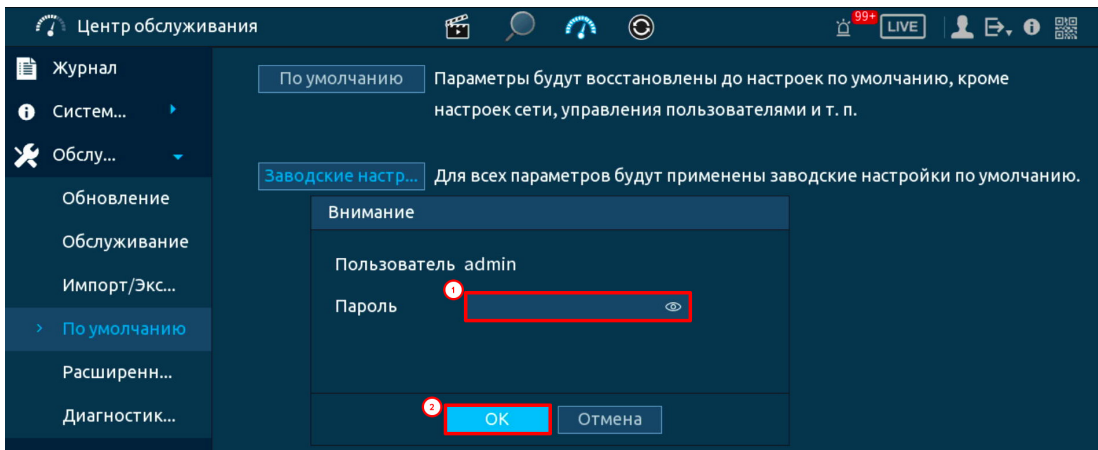 Центр обслуживания
99+
LIVE
Журнал
Систем...
Обслу...
Обновление
Обслуживание
Импорт/Экс...
По умолчанию
Расширенн...
Диагностик...
По умолчанию
Параметры будут восстановлены до настроек по умолчанию, кроме
настроек сети, управления пользователями и т. п.
Заводские настр...
Для всех параметров будут применены заводские настройки по умолчанию.
Внимание
Пользователь admin
1
Пароль
2
OK
Отмена